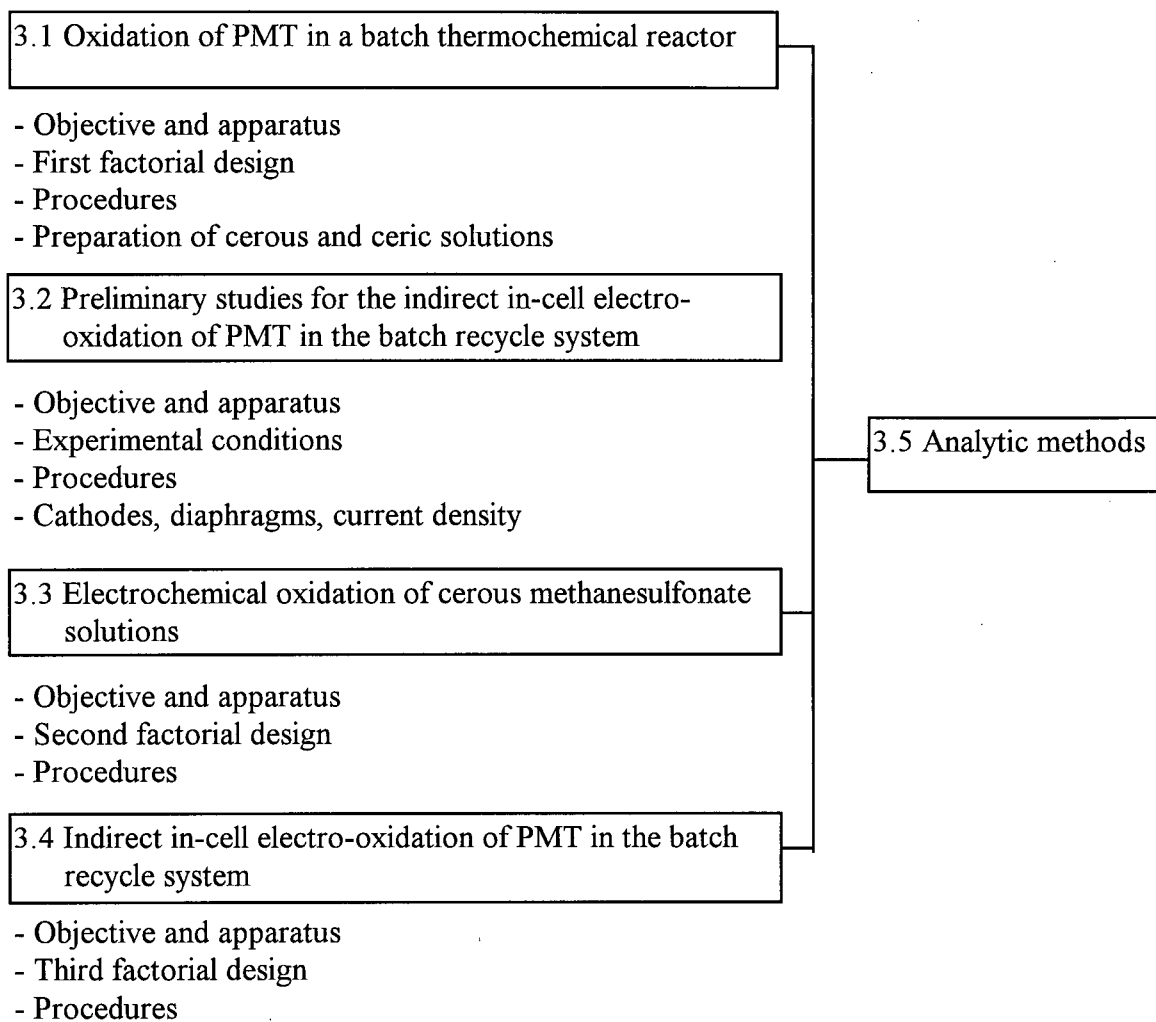 3.1 Oxidation of PMT in a batch thermochemical reactor
- Objective and apparatus
- First factorial design
- Procedures
- Preparation of cerous and ceric solutions
3.2 Preliminary studies for the indirect in-cell electro-
oxidation of PMT in the batch recycle system
- Objective and apparatus
- Experimental conditions
- Procedures
- Cathodes, diaphragms, current density
3.3 Electrochemical oxidation of cerous methanesulfonate
solutions
- Objective and apparatus
- Second factorial design
- Procedures
3.4 Indirect in-cell electro-oxidation of PMT in the batch
recycle system
- Objective and apparatus
- Third factorial design
- Procedures
3.5 Analytic methods